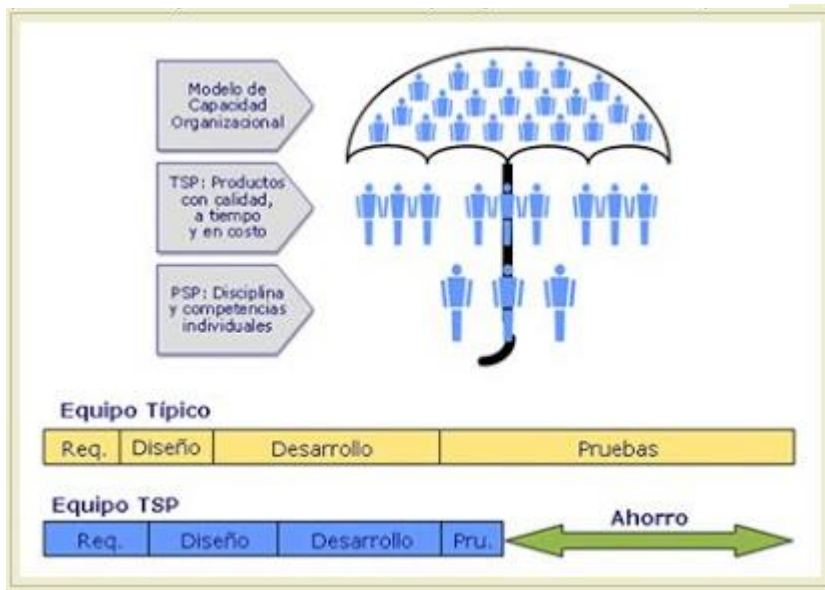 Modelo de
Capacidad
Organizacional
TSP: Productos
con calidad,
a tiempo
y en costo
PSP: Disciplina
y competencias
individuales
Equipo Típico
Req. Diseño Desarrollo Pruebas
Equipo TSP
Req. Diseño Desarrollo Pru. Ahorro